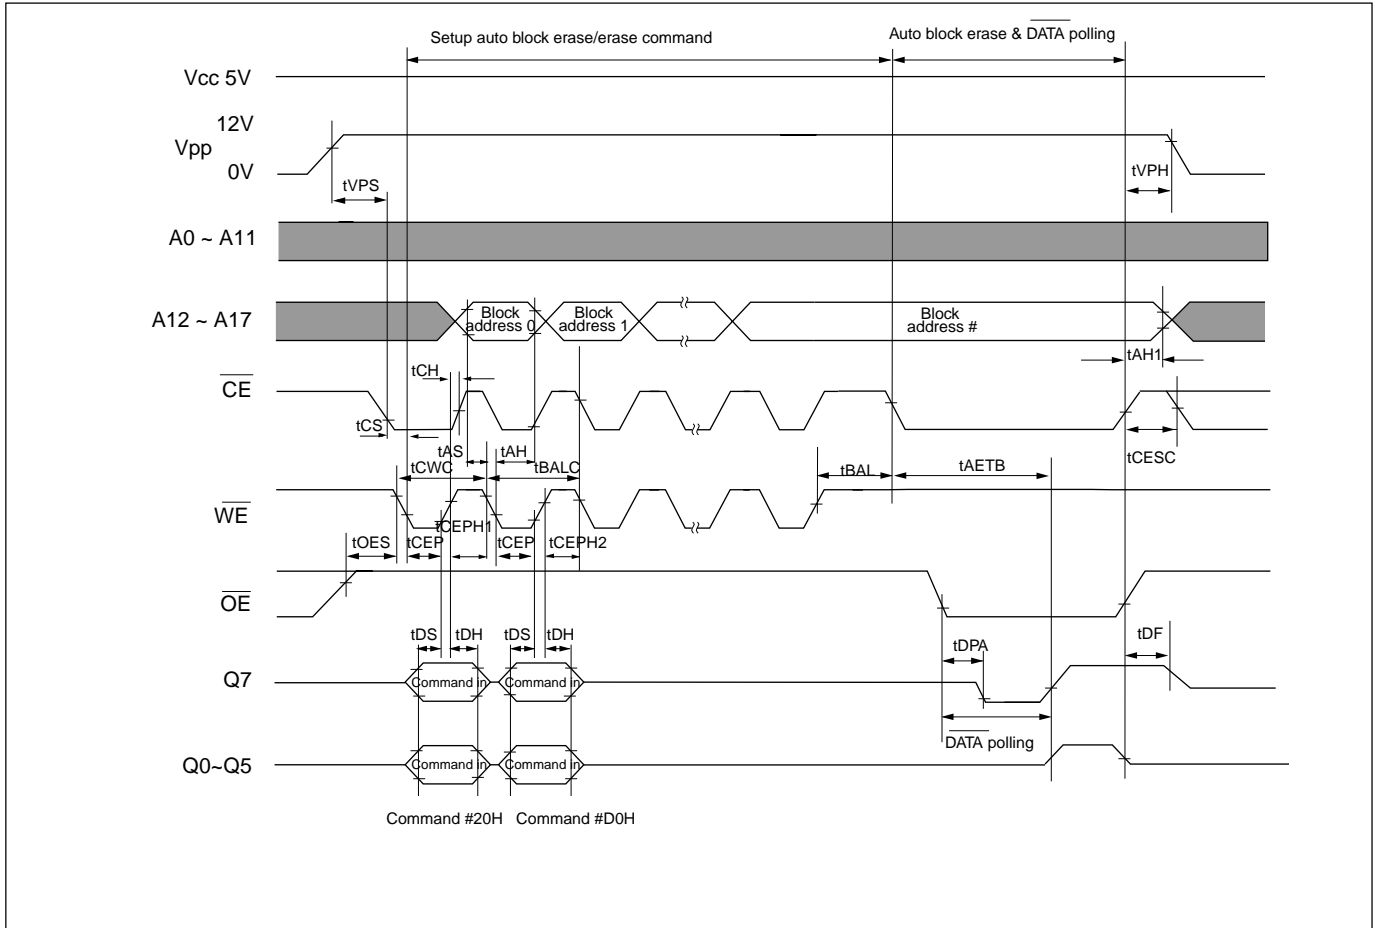 Setup auto block erase/erase command
Auto block erase & DATA polling
Vcc 5V
12V
Vpp
0V
tVPS
tVPH
A0 ~ A11
A12 ~ A17
Block address 0
Block address 1
Block address #
tAH1
tCH
CE
tCS
tAS
tAH
tCESC
tCWC
tBALC
tBAL
tAETB
WE
tCEPH1
tOES
tCEP
tCEP
tCEPH2
OE
tDS
tDH
tDS
tDH
tDPA
tDF
Q7
Command in
Command in
DATA polling
Q0~Q5
Command in
Command in
Command #20H
Command #D0H